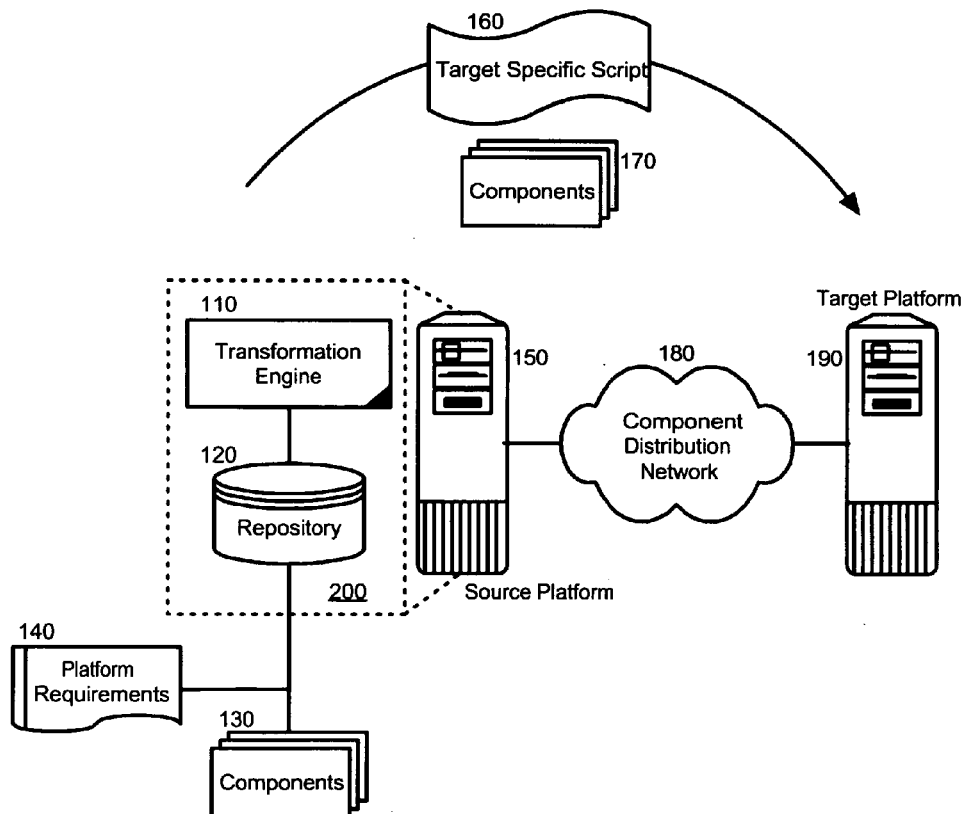 160
Target Specific Script
170
Components
110
Transformation
Engine
Target Platform
150
180
190
Component
Distribution
Network
120
Repository
200
Source Platform
140
Platform
Requirements
130
Components